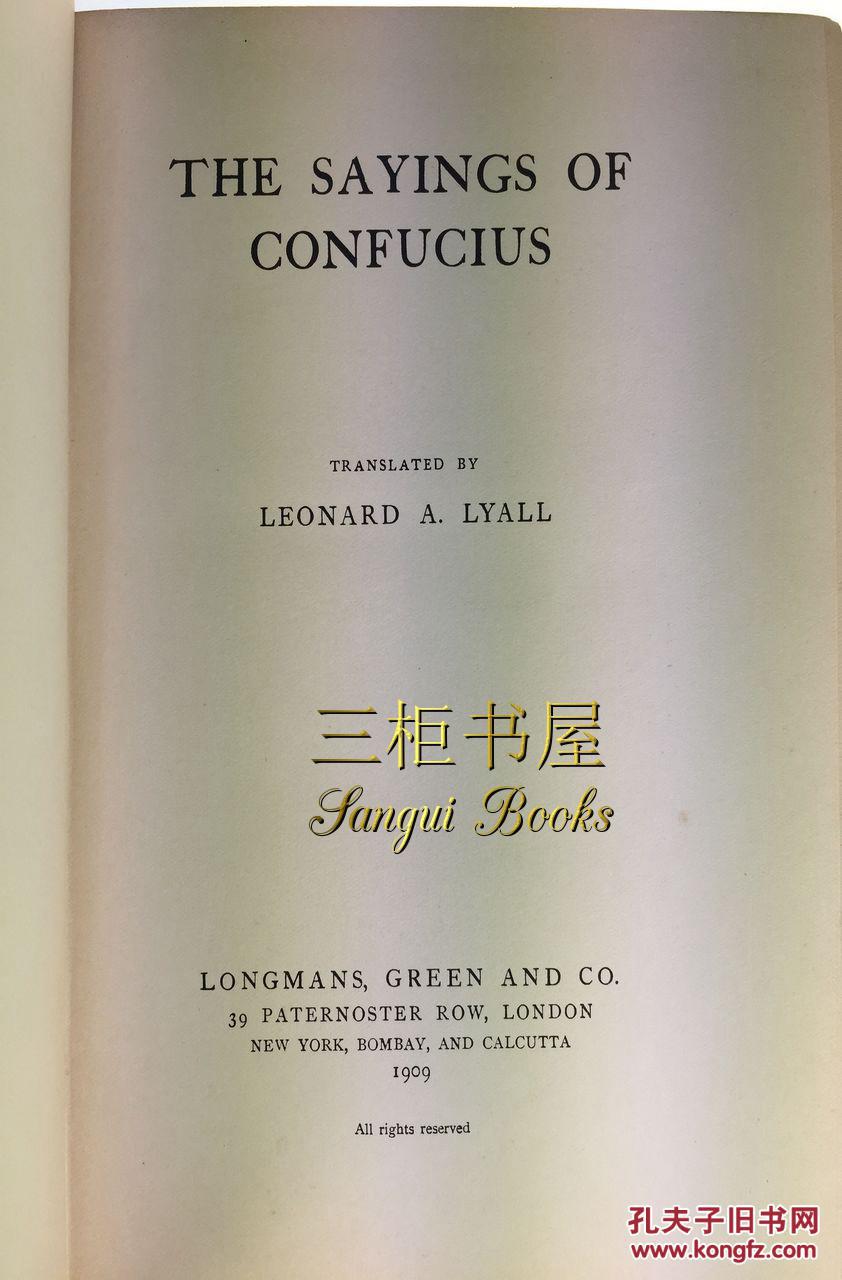 THE SAYINGS OF
CONFUCIUS
TRANSLATED BY
LEONARD A. LYALL
三柜书屋
Sangui Books
LONGMANS, GREEN AND CO.
39 PATERNOSTER ROW, LONDON
NEW YORK, BOMBAY, AND CALCUTTA
1909
All rights reserved
孔夫子旧书网
www.kongfz.com